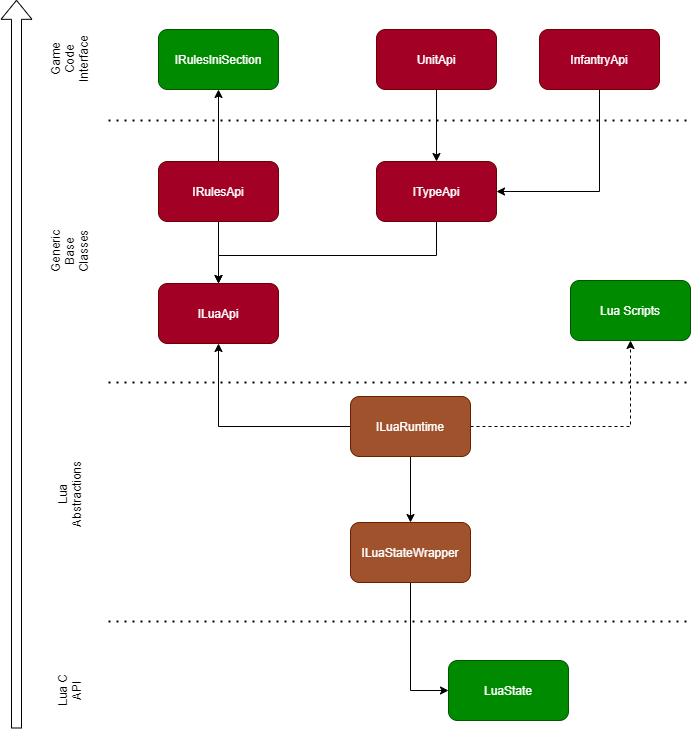 Game
Code
Interface
IRulesIniSection
UnitApi
InfantryApi
Generic
Base
Classes
IRulesApi
ITypeApi
ILuaApi
Lua Scripts
Lua
Abstractions
ILuaRuntime
ILuaStateWrapper
Lua C
API
LuaState